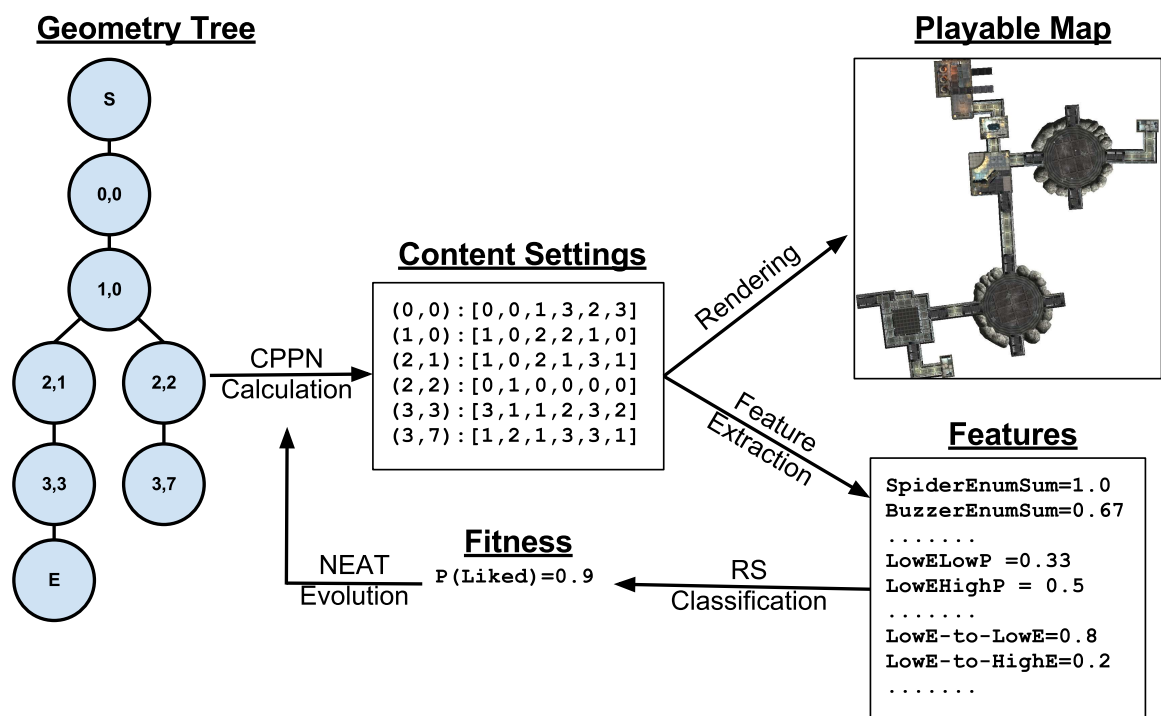 Geometry Tree
S
0,0
1,0
2,1
2,2
3,3
3,7
E
CPPN
Calculation
Content Settings
(0,0):[0,0,1,3,2,3]
(1,0):[1,0,2,2,1,0]
(2,1):[1,0,2,1,3,1]
(2,2):[0,1,0,0,0,0]
(3,3):[3,1,1,2,3,2]
(3,7):[1,2,1,3,3,1]
Rendering
Playable Map
Feature
Extraction
Features
SpiderEnumSum=1.0
BuzzerEnumSum=0.67
.......
LowELowP =0.33
LowEHighP = 0.5
.......
LowE-to-LowE=0.8
LowE-to-HighE=0.2
.......
RS
Classification
Fitness
P(Liked)=0.9
NEAT
Evolution